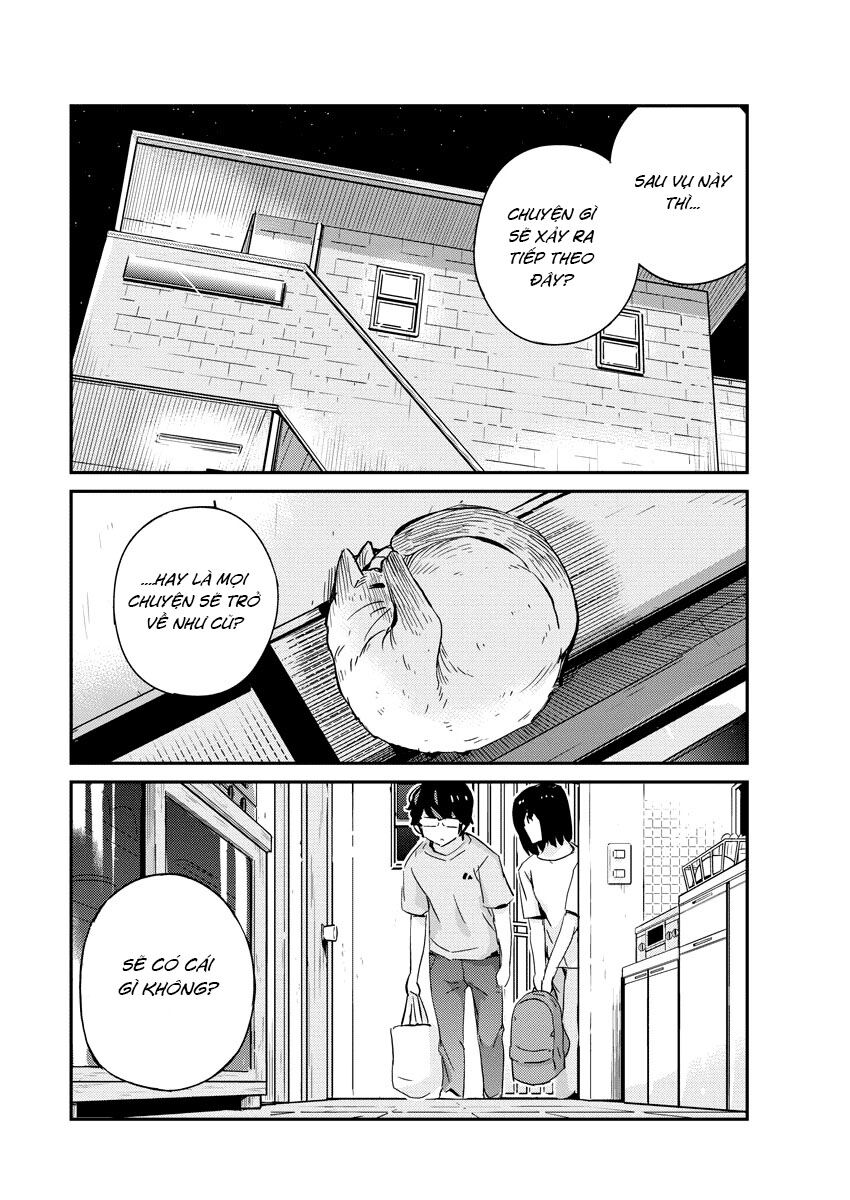 SAU VỤ NÀY
THÌ...
CHUYỆN GÌ
SẼ XẢY RA
TIẾP THEO
ĐÂY?
....HAY LÀ MỌI
CHUYỆN SẼ TRỞ
VỀ NHƯ CŨ?
SẼ CÓ CÁI
GÌ KHÔNG?